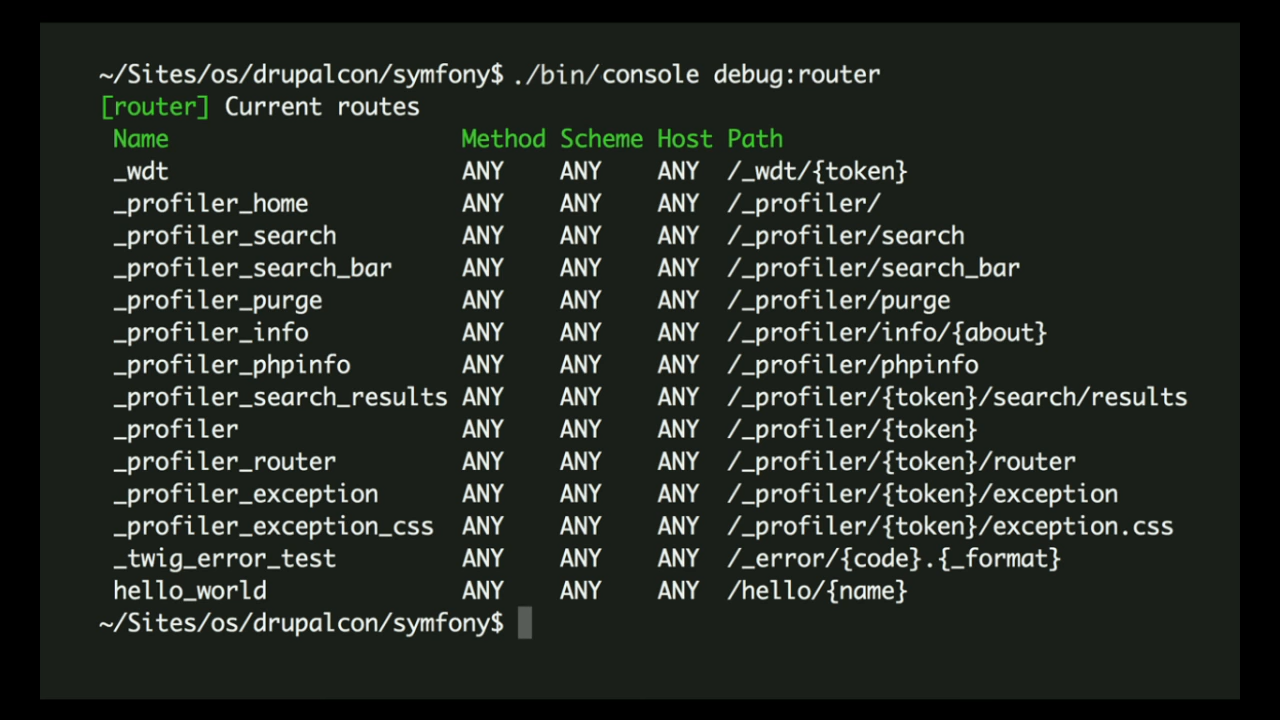 ~/Sites/os/drupalcon/symfony$ ./bin/console debug:router
[router] Current routes
Name Method Scheme Host Path
_wdt ANY ANY ANY /_wdt/{token}
_profiler_home ANY ANY ANY /_profiler/
_profiler_search ANY ANY ANY /_profiler/search
_profiler_search_bar ANY ANY ANY /_profiler/search_bar
_profiler_purge ANY ANY ANY /_profiler/purge
_profiler_info ANY ANY ANY /_profiler/info/{about}
_profiler_phpinfo ANY ANY ANY /_profiler/phpinfo
_profiler_search_results ANY ANY ANY /_profiler/{token}/search/results
_profiler ANY ANY ANY /_profiler/{token}
_profiler_router ANY ANY ANY /_profiler/{token}/router
_profiler_exception ANY ANY ANY /_profiler/{token}/exception
_profiler_exception_css ANY ANY ANY /_profiler/{token}/exception.css
_twig_error_test ANY ANY ANY /_error/{code}.{_format}
hello_world ANY ANY ANY /hello/{name}
~/Sites/os/drupalcon/symfony$